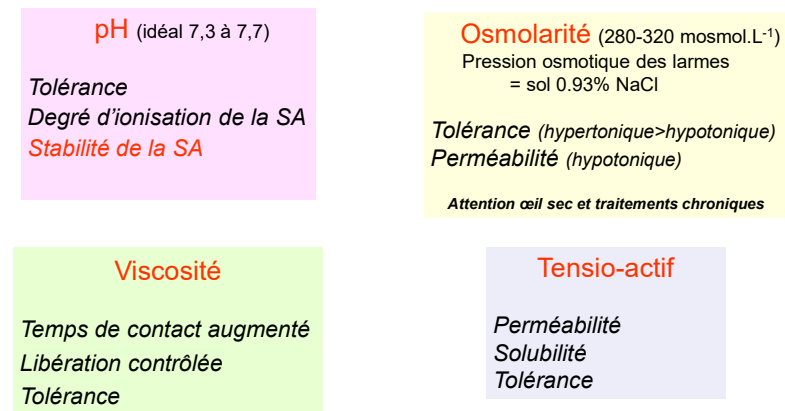 pH (idéal 7,3 à 7,7)
Tolérance
Degré d'ionisation de la SA
Stabilité de la SA
Osmolarité (280-320 mosmol.L-1)
Pression osmotique des larmes
= sol 0.93% NaCl
Tolérance (hypertonique>hypotonique)
Perméabilité (hypotonique)
Attention œil sec et traitements chroniques
Viscosité
Temps de contact augmenté
Libération contrôlée
Tolérance
Tensio-actif
Perméabilité
Solubilité
Tolérance